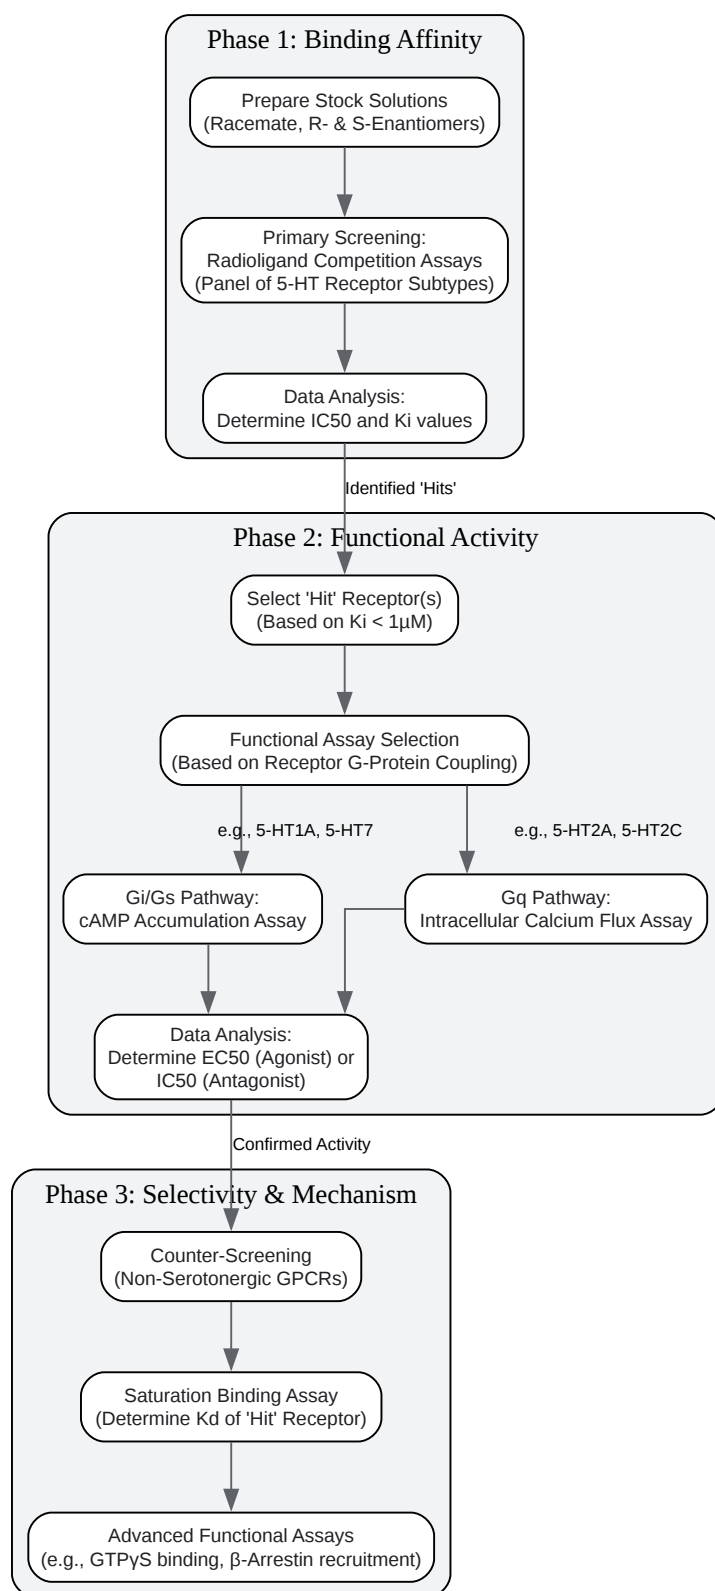 Phase 1: Binding Affinity
Prepare Stock Solutions
(Racemate, R- & S-Enantiomers)
Primary Screening:
Radioligand Competition Assays
(Panel of 5-HT Receptor Subtypes)
Data Analysis:
Determine IC50 and Ki values
Identified 'Hits'
Phase 2: Functional Activity
Select 'Hit' Receptor(s)
(Based on Ki < 1µM)
Functional Assay Selection
(Based on Receptor G-Protein Coupling)
e.g., 5-HT1A, 5-HT7
e.g., 5-HT2A, 5-HT2C
Gi/Gs Pathway:
cAMP Accumulation Assay
Gq Pathway:
Intracellular Calcium Flux Assay
Data Analysis:
Determine EC50 (Agonist) or
IC50 (Antagonist)
Confirmed Activity
Phase 3: Selectivity & Mechanism
Counter-Screening
(Non-Serotonergic GPCRs)
Saturation Binding Assay
(Determine Kd of 'Hit' Receptor)
Advanced Functional Assays
(e.g., GTPγS binding, β-Arrestin recruitment)